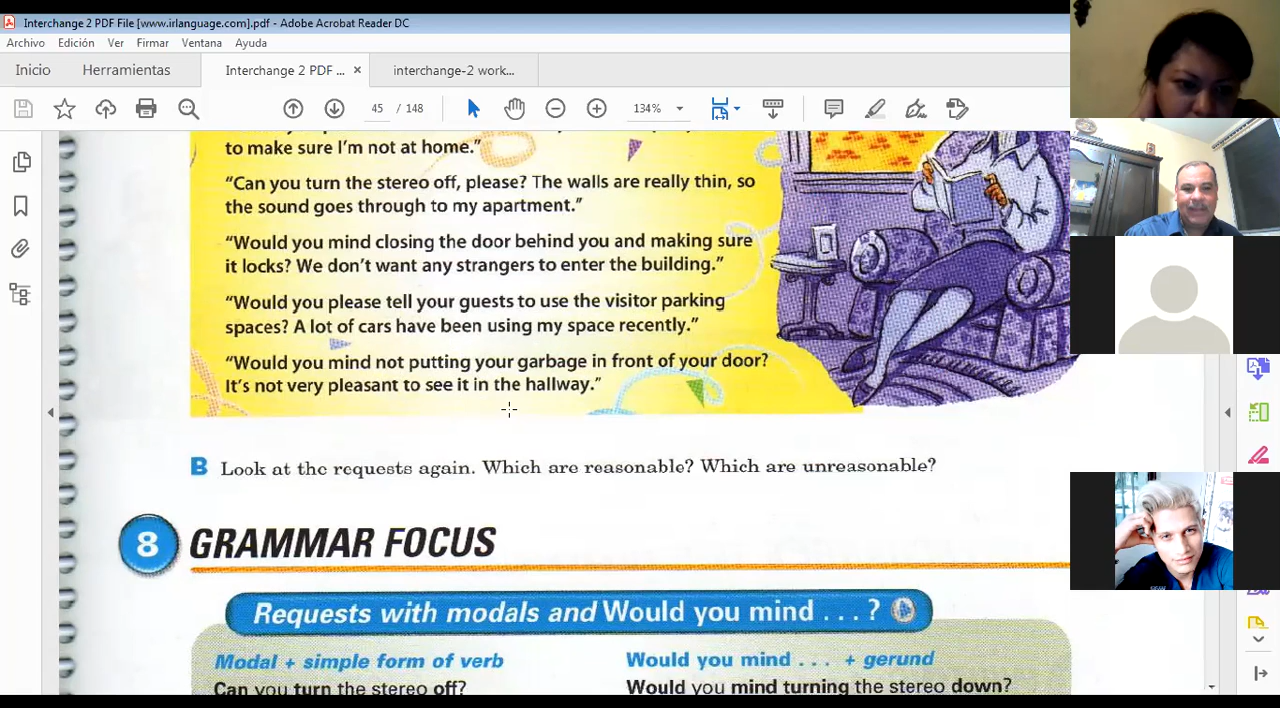 Interchange 2 PDF File [www.irlanguage.com].pdf - Adobe Acrobat Reader DC
Archivo Edición Ver Firmar Ventana Ayuda
Inicio Herramientas Interchange 2 PDF ... × interchange-2 work...
45 / 148 134%
to make sure I'm not at home."
"Can you turn the stereo off, please? The walls are really thin, so
the sound goes through to my apartment."
"Would you mind closing the door behind you and making sure
it locks? We don't want any strangers to enter the building."
"Would you please tell your guests to use the visitor parking
spaces? A lot of cars have been using my space recently."
"Would you mind not putting your garbage in front of your door?
It's not very pleasant to see it in the hallway."
B Look at the requests again. Which are reasonable? Which are unreasonable?
8 GRAMMAR FOCUS
Requests with modals and Would you mind . . . ?
Modal + simple form of verb Would you mind . . . + gerund
Can you turn the stereo off? Would you mind turning the stereo down?